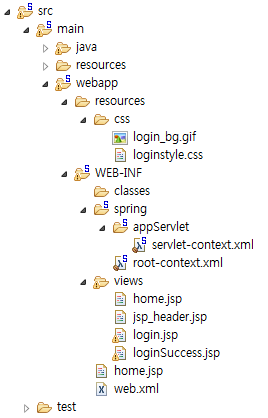 src
main
java
resources
webapp
resources
css
login_bg.gif
loginstyle.css
WEB-INF
classes
spring
appServlet
servlet-context.xml
root-context.xml
views
home.jsp
jsp_header.jsp
login.jsp
loginSuccess.jsp
home.jsp
web.xml
test